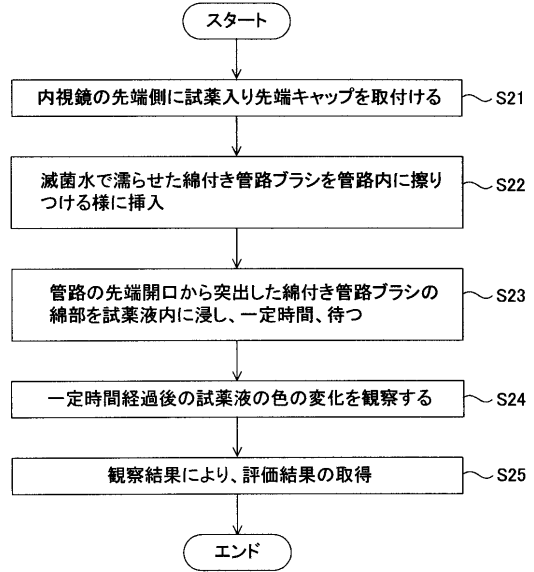 スタート
内視鏡の先端側に試薬入り先端キャップを取付ける
S21
滅菌水で濡らせた綿付き管路ブラシを管路内に擦り
つける様に挿入
S22
管路の先端開口から突出した綿付き管路ブラシの
綿部を試薬液内に浸し、一定時間、待つ
S23
一定時間経過後の試薬液の色の変化を観察する
S24
観察結果により、評価結果の取得
S25
エンド